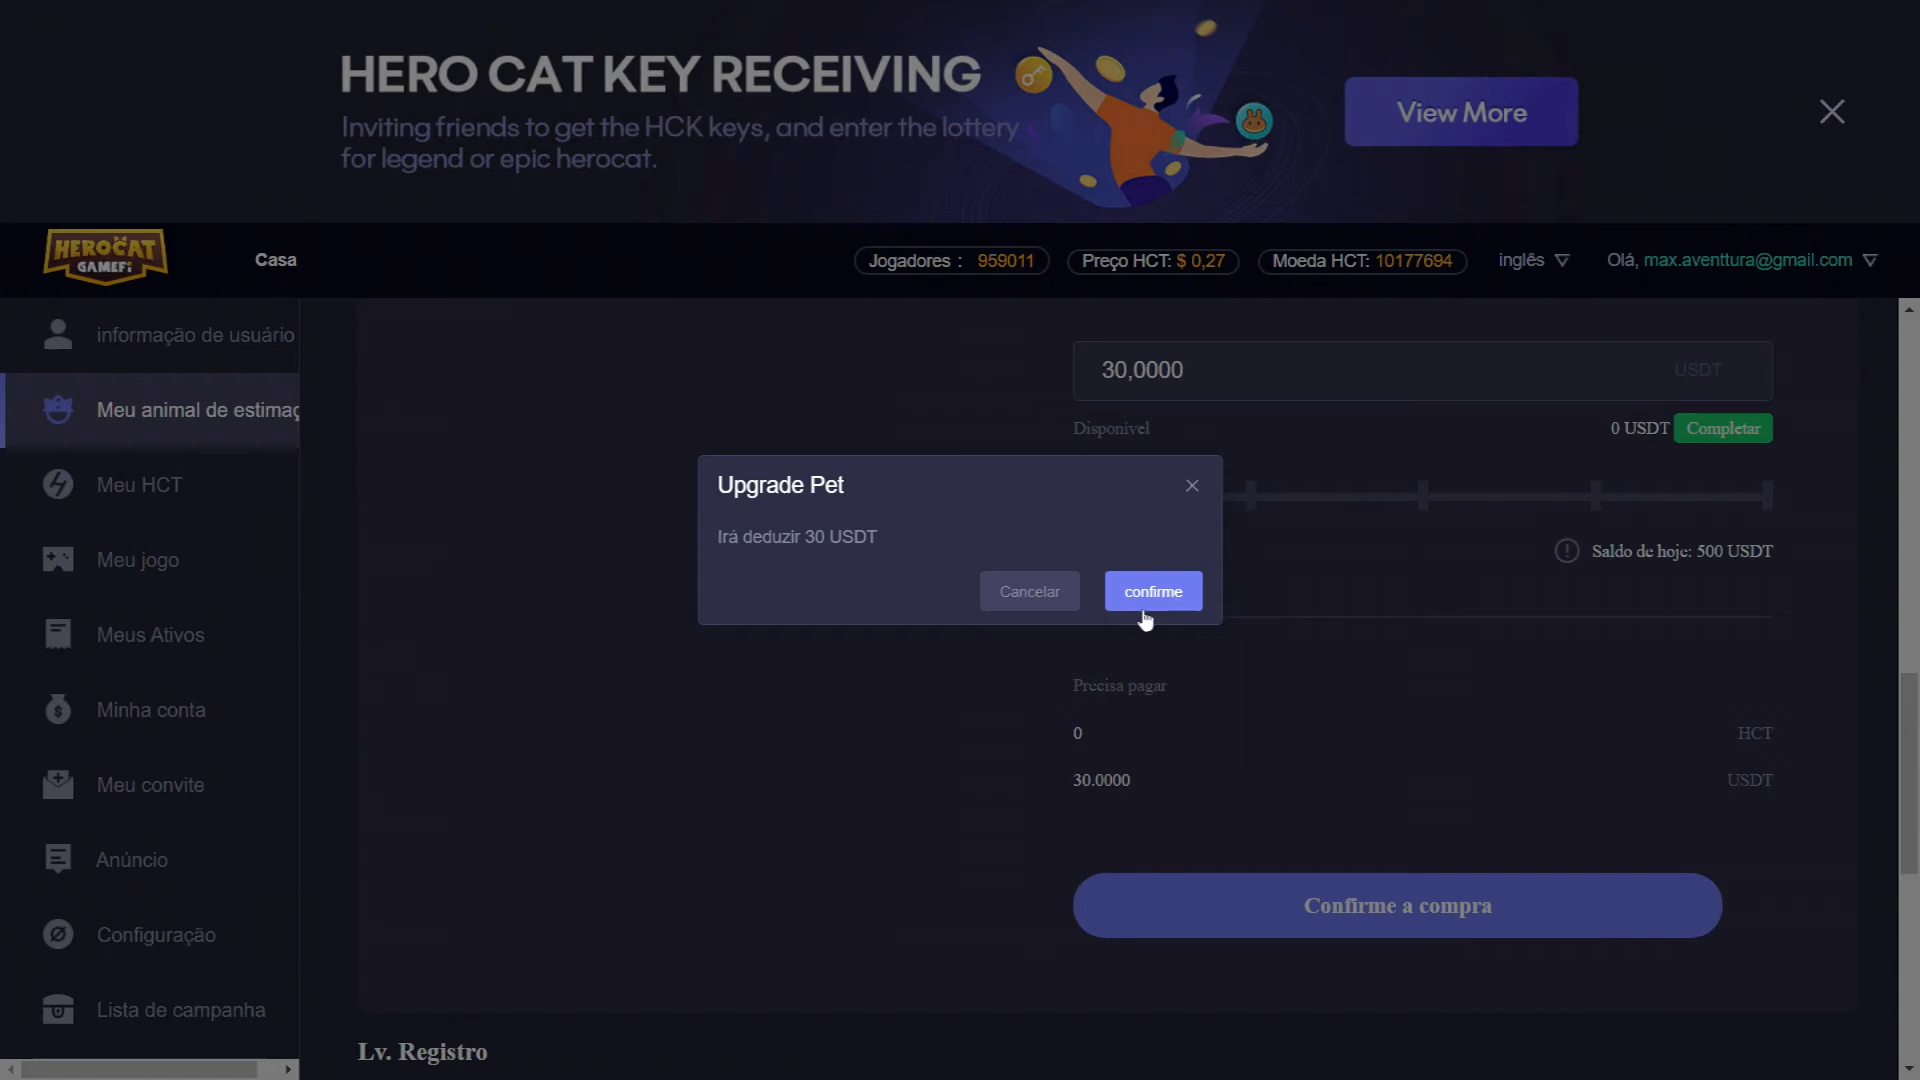 HERO CAT KEY RECEIVING
Inviting friends to get the HCK keys, and enter the lottery
for legend or epic herocat.
View More
HEROCAT
GAMEFI
Casa
Jogadores : 959011
Preço HCT: $ 0,27
Moeda HCT: 10177694
inglês
Olá, max.aventtura@gmail.com
informação de usuário
Meu animal de estimaç
Meu HCT
Meu jogo
Meus Ativos
Minha conta
Meu convite
Anúncio
Configuração
Lista de campanha
30,0000 USDT
Disponível 0 USDT Completar
Upgrade Pet
Irá deduzir 30 USDT
Cancelar confirme
Saldo de hoje: 500 USDT
Precisa pagar
0 HCT
30.0000 USDT
Confirme a compra
Lv. Registro